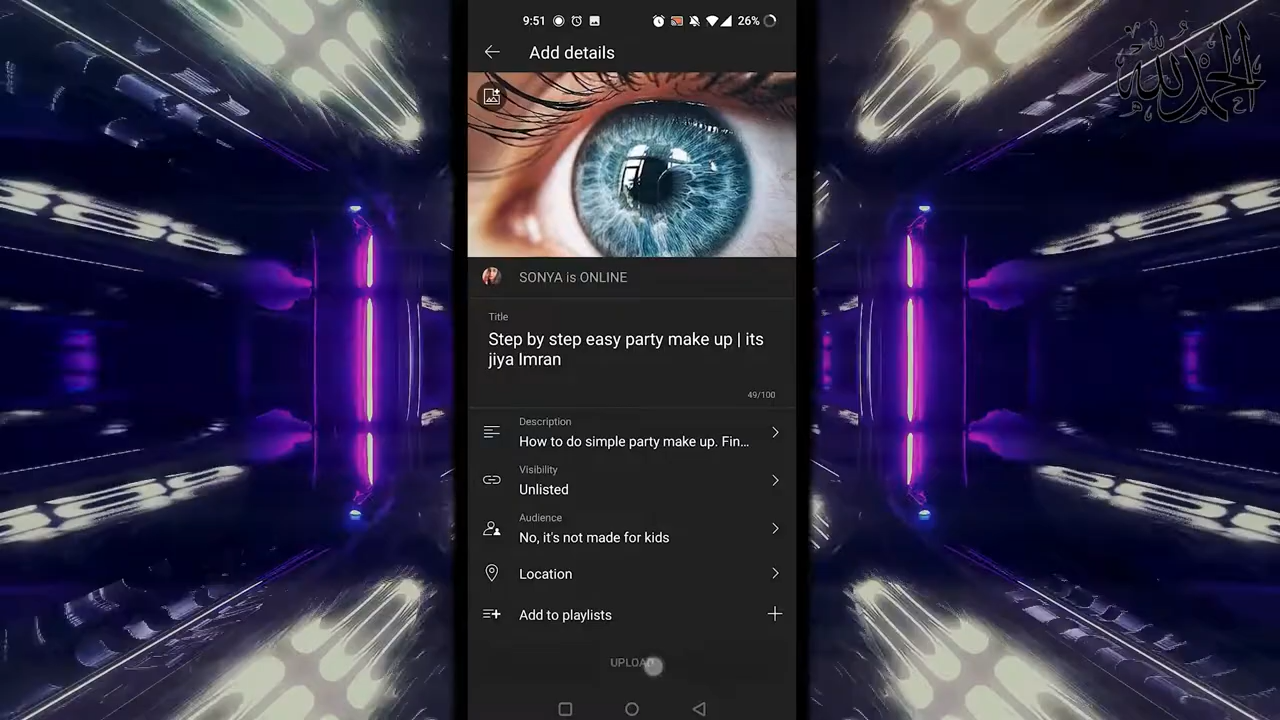 9:51
26%
Add details
SONYA is ONLINE
Title
Step by step easy party make up | its
jiya Imran
49/100
Description
How to do simple party make up. Fin...
Visibility
Unlisted
Audience
No, it's not made for kids
Location
Add to playlists
UPLOAD
الحمد لله